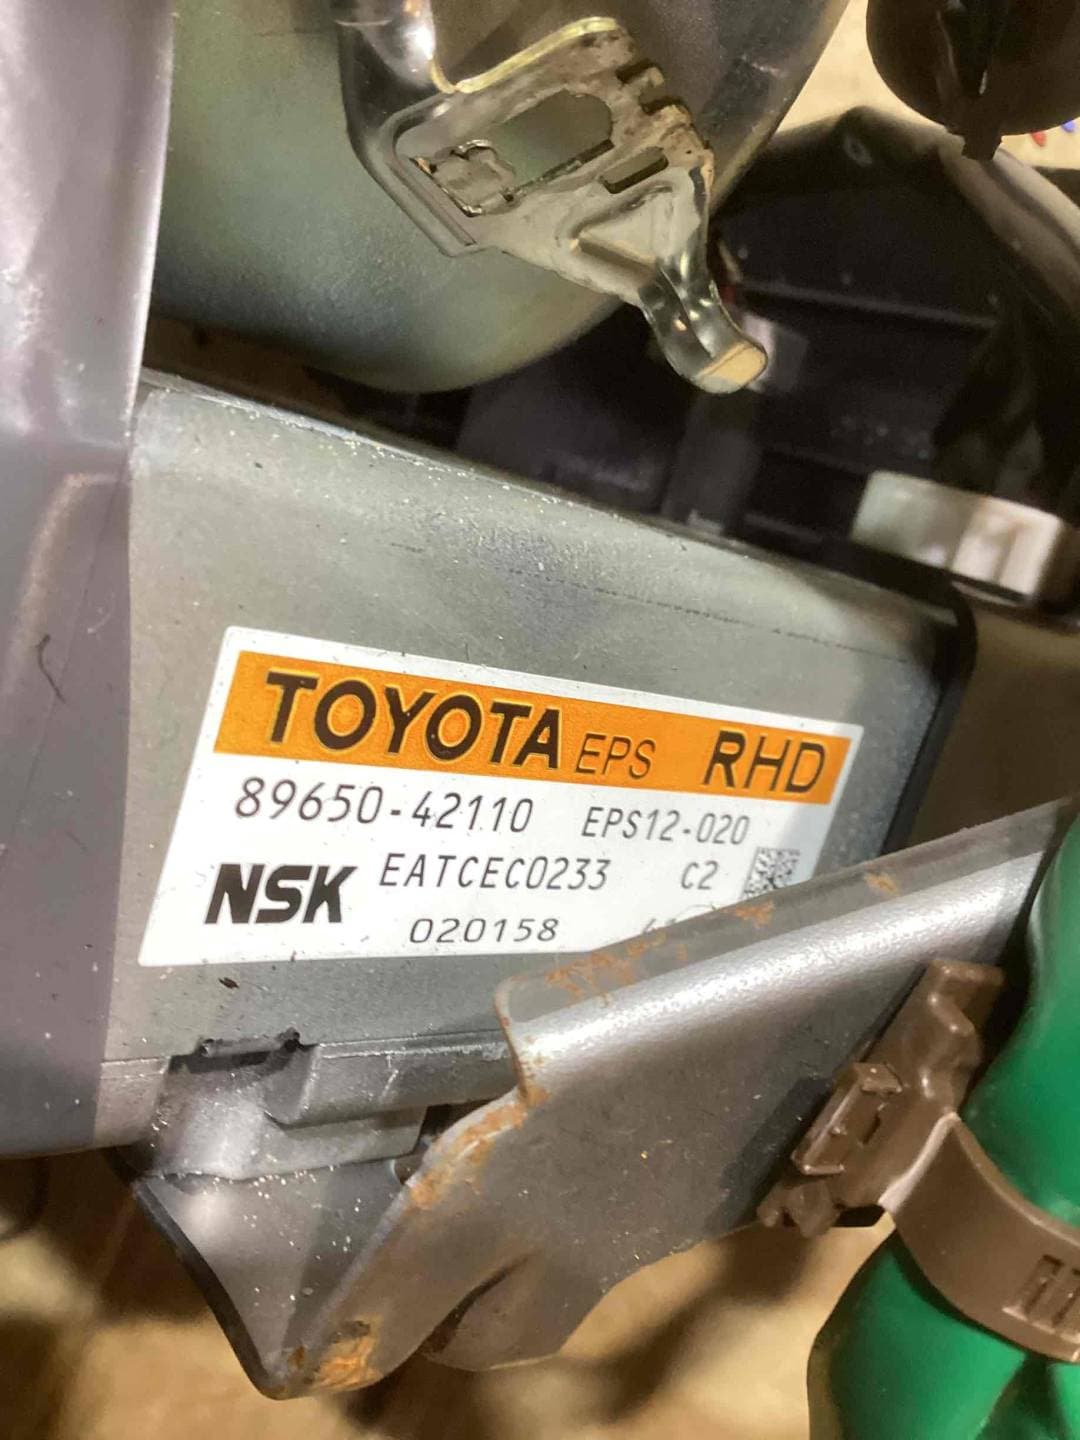 TOYOTA EPS RHD
89650-42110 EPS12-020
NSK EATCEC0233 C2
020158